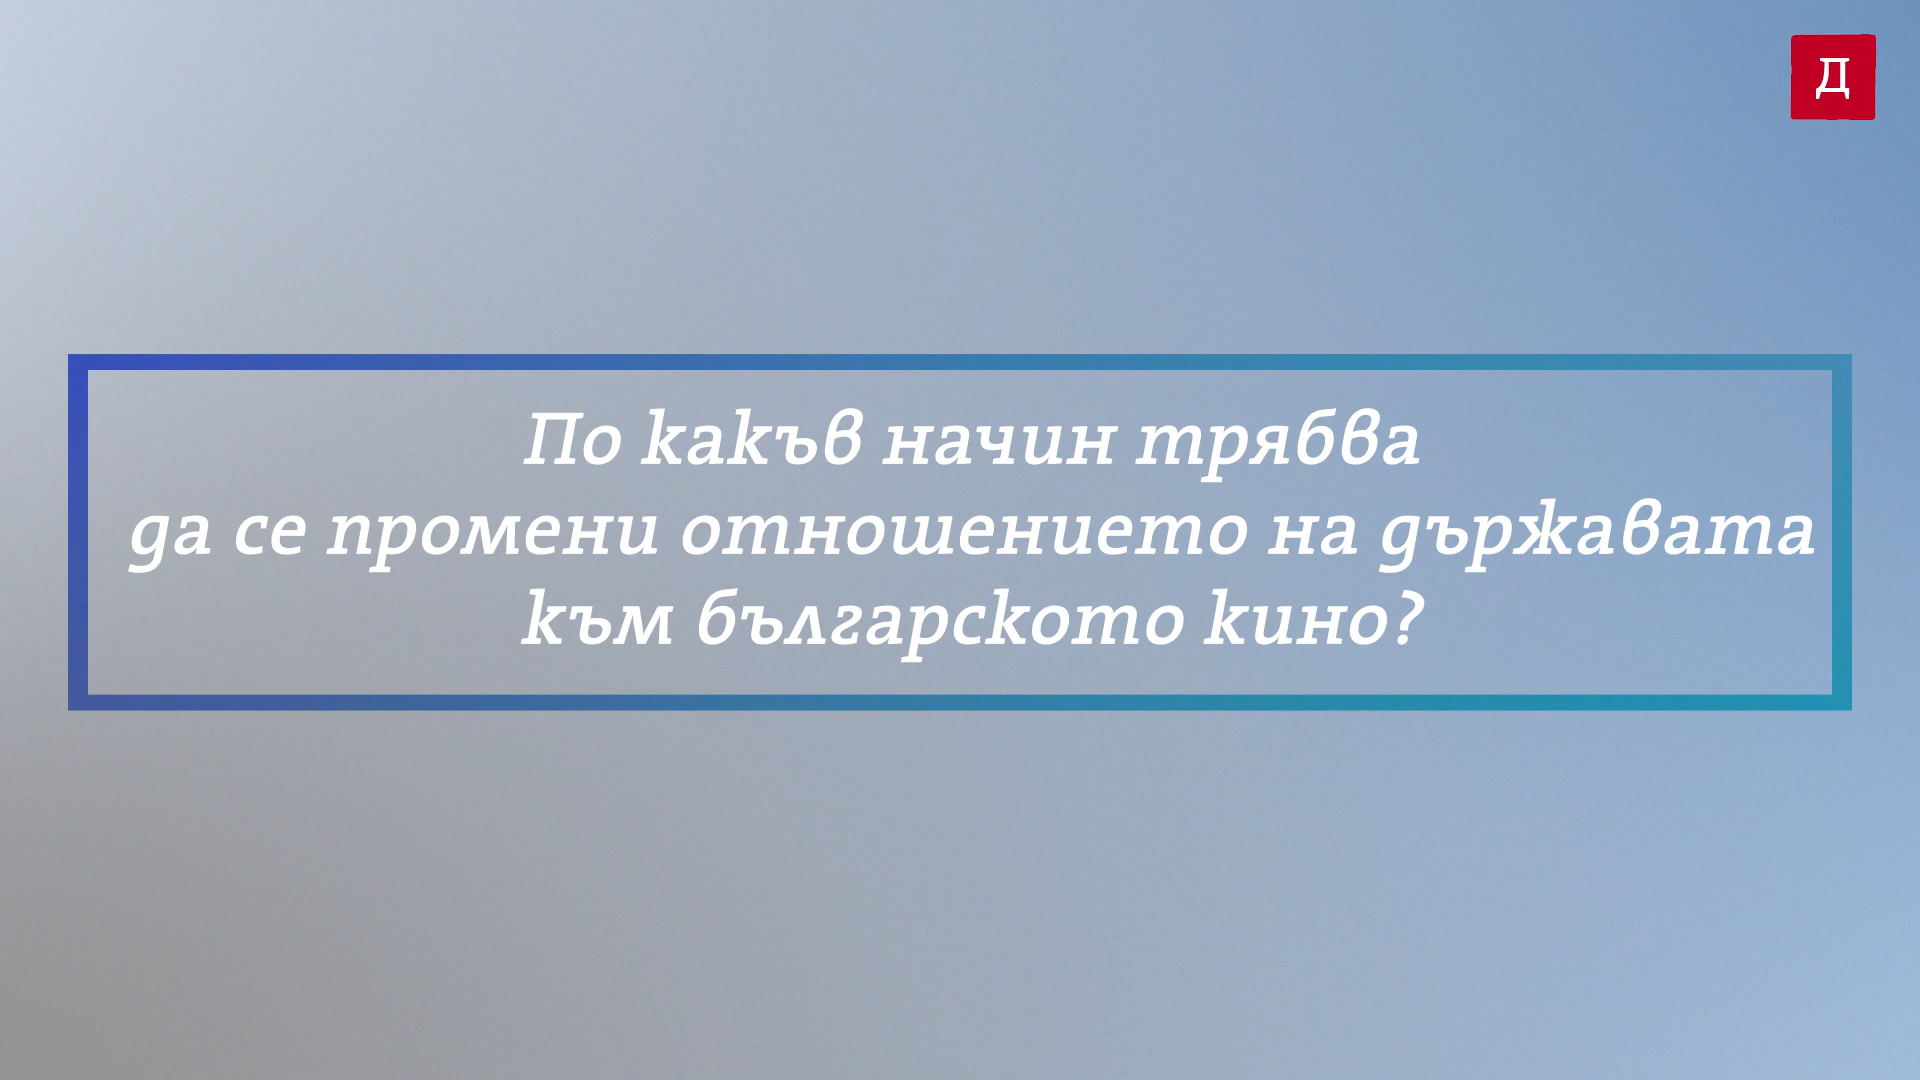 Д
По какъв начин трябва
да се промени отношението на държавата
към българското кино?